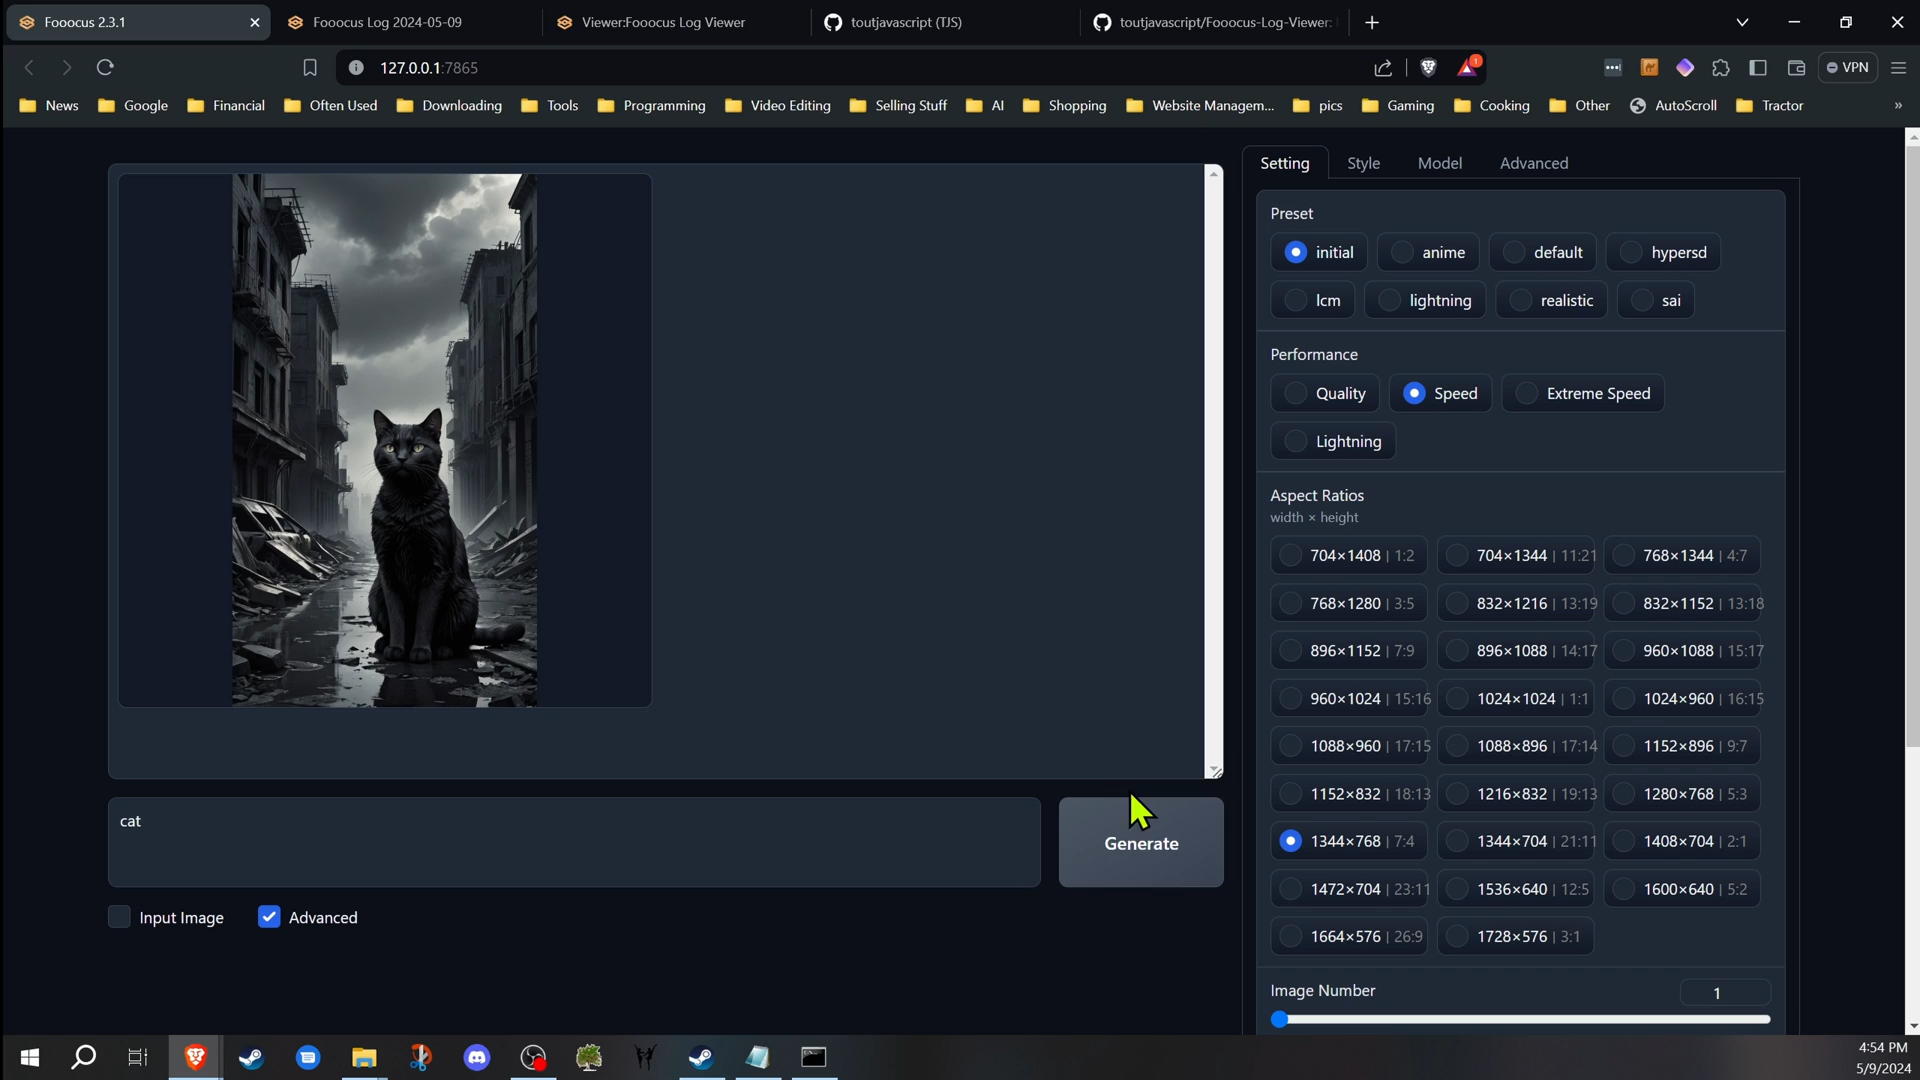 Fooocus 2.3.1
Fooocus Log 2024-05-09
Viewer:Fooocus Log Viewer
toutjavascript (TJS)
toutjavascript/Fooocus-Log-Viewer:
127.0.0.1:7865
1
VPN
News
Google
Financial
Often Used
Downloading
Tools
Programming
Video Editing
Selling Stuff
AI
Shopping
Website Managem...
pics
Gaming
Cooking
Other
AutoScroll
Tractor
»
Setting
Style
Model
Advanced
Preset
initial
anime
default
hypersd
lcm
lightning
realistic
sai
Performance
Quality
Speed
Extreme Speed
Lightning
Aspect Ratios
width × height
704×1408 | 1:2
704×1344 | 11:21
768×1344 | 4:7
768×1280 | 3:5
832×1216 | 13:19
832×1152 | 13:18
896×1152 | 7:9
896×1088 | 14:17
960×1088 | 15:17
960×1024 | 15:16
1024×1024 | 1:1
1024×960 | 16:15
1088×960 | 17:15
1088×896 | 17:14
1152×896 | 9:7
1152×832 | 18:13
1216×832 | 19:13
1280×768 | 5:3
1344×768 | 7:4
1344×704 | 21:11
1408×704 | 2:1
1472×704 | 23:11
1536×640 | 12:5
1600×640 | 5:2
1664×576 | 26:9
1728×576 | 3:1
Image Number
1
cat
Generate
Input Image
Advanced
4:54 PM
5/9/2024